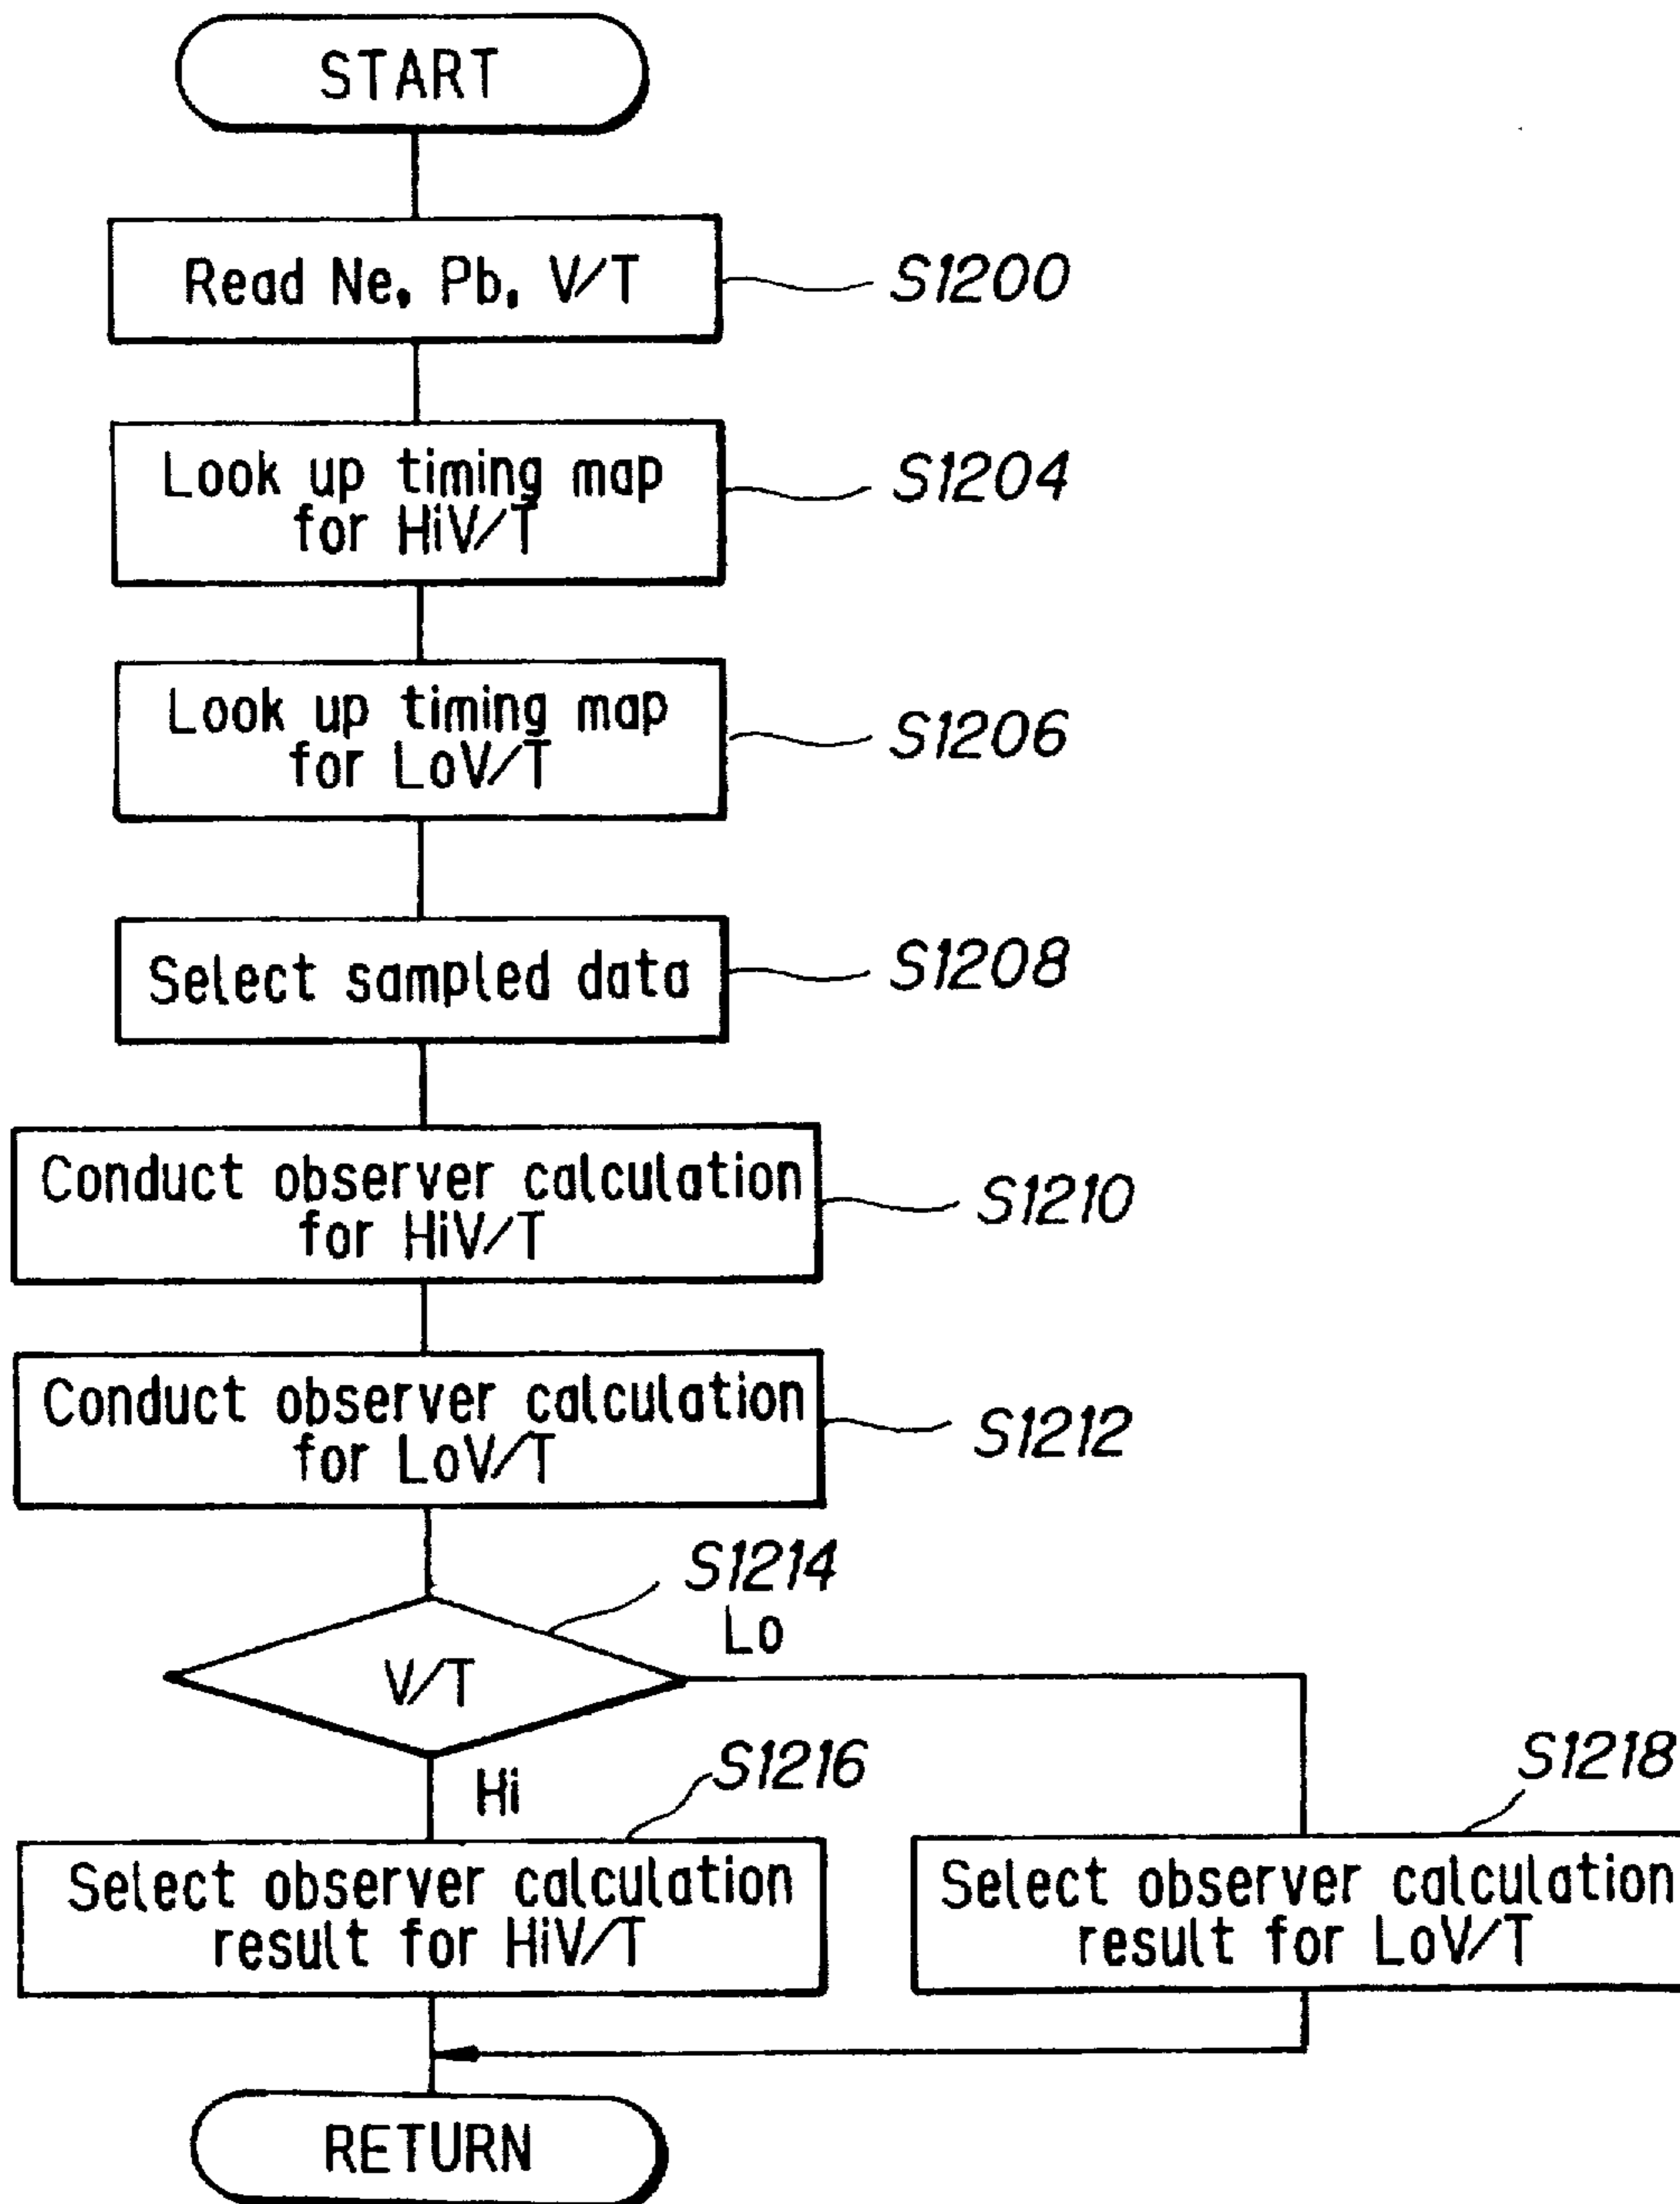 START
Read Ne, Pb, V/T
S1200
Look up timing map
for HiV/T
S1204
Look up timing map
for LoV/T
S1206
Select sampled data
S1208
Conduct observer calculation
for HiV/T
S1210
Conduct observer calculation
for LoV/T
S1212
S1214
Lo
V/T
Hi
S1216
S1218
Select observer calculation
result for HiV/T
Select observer calculation
result for LoV/T
RETURN